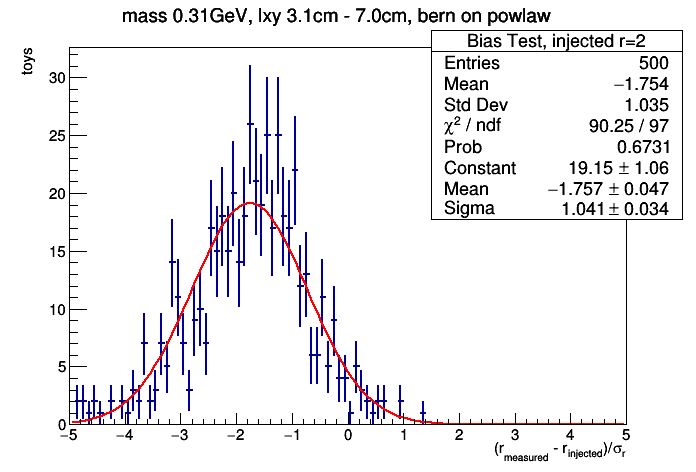 mass 0.31GeV, lxy 3.1cm - 7.0cm, bern on powlaw
Bias Test, injected r=2
Entries 500
Mean −1.754
Std Dev 1.035
χ² / ndf 90.25 / 97
Prob 0.6731
Constant 19.15 ± 1.06
Mean −1.757 ± 0.047
Sigma 1.041 ± 0.034
toys
30
25
20
15
10
5
0
−5 −4 −3 −2 −1 0 1 2 3 4 5
(r_measured - r_injected)/σ_r